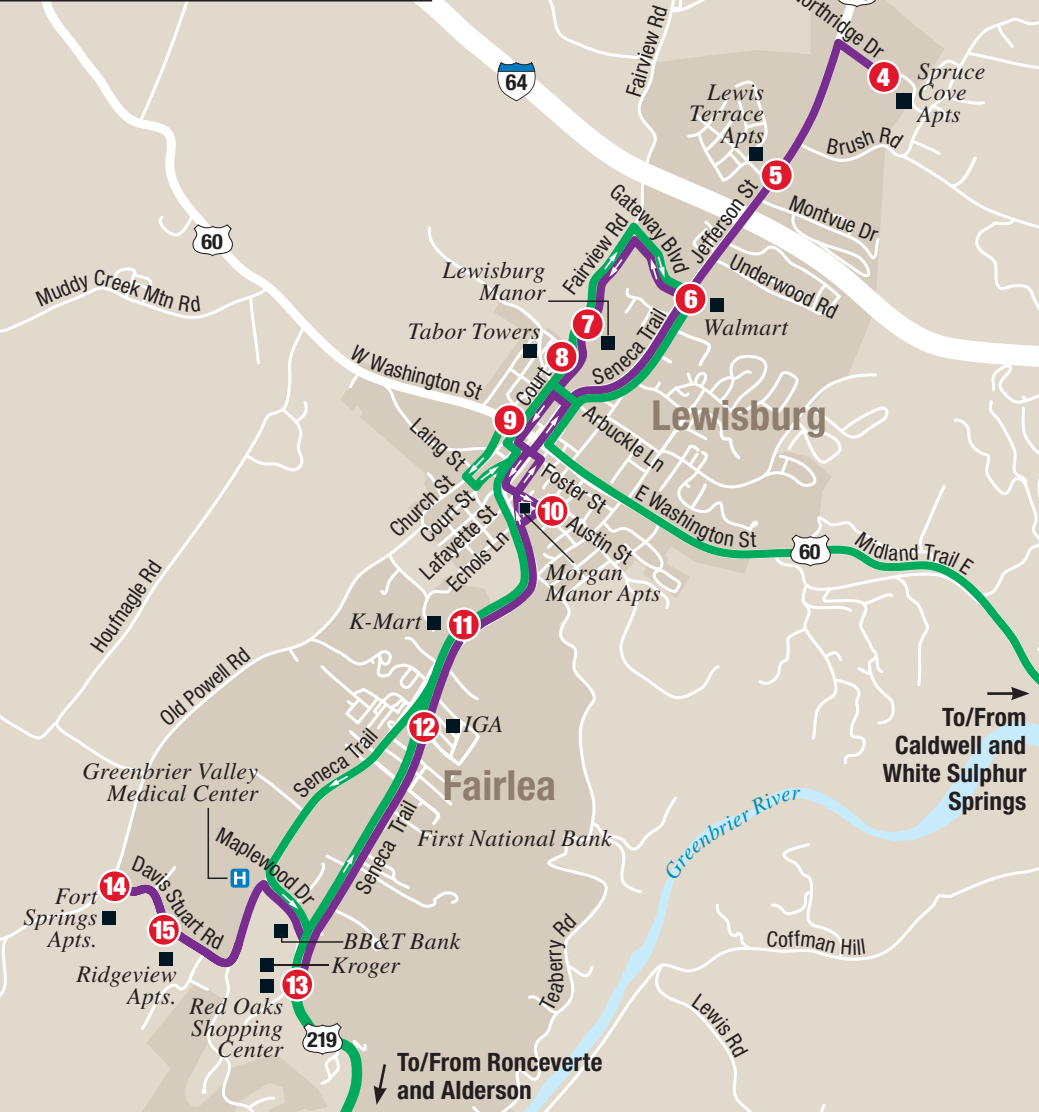 Northridge Dr
4
Spruce
Cove
Apts
64
Fairview Rd
Lewis
Terrace
Apts
Brush Rd
5
Montvue Dr
Jefferson St
60
Gateway Blvd
Fairview Rd
Underwood Rd
Muddy Creek Mtn Rd
Lewisburg
Manor
6
Walmart
7
Tabor Towers
8
Seneca Trail
W Washington St
Court
9
Lewisburg
Arbuckle Ln
Laing St
Church St
Court St
Lafayette St
Echols Ln
Foster St
10
Austin St
E Washington St
60
Midland Trail E
Morgan
Manor Apts
Houfnagle Rd
K-Mart
11
Old Powell Rd
To/From
Caldwell and
White Sulphur
Springs
12
IGA
Seneca Trail
Greenbrier Valley
Medical Center
Fairlea
Greenbrier River
First National Bank
Seneca Trail
H
Maplewood Dr
Davis Stuart Rd
14
Fort
Springs
Apts.
15
Ridgeview
Apts.
BB&T Bank
Kroger
13
Red Oaks
Shopping
Center
Teaberry Rd
Coffman Hill
Lewis Rd
219
To/From Ronceverte
and Alderson